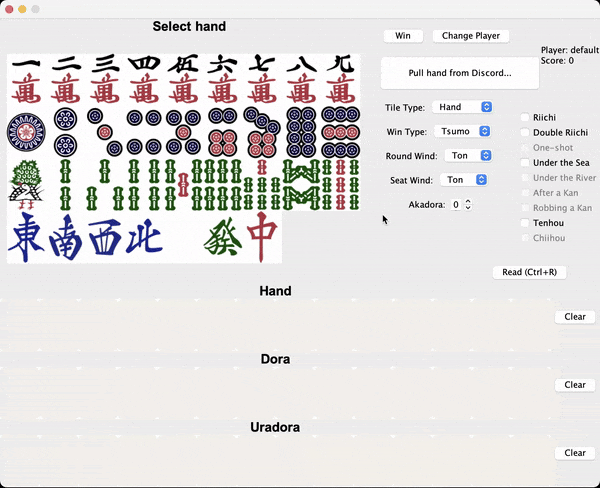 Select hand
Win
Change Player
Player: default
Score: 0
Pull hand from Discord...
一 二 三 四 伍 六 七 八 九
萬 萬 萬 萬 萬 萬 萬 萬 萬
東 南 西 北 發 中
Tile Type: Hand
Win Type: Tsumo
Round Wind: Ton
Seat Wind: Ton
Akadora: 0
Riichi
Double Riichi
One-shot
Under the Sea
Under the River
After a Kan
Robbing a Kan
Tenhou
Chiihou
Read (Ctrl+R)
Hand
Clear
Dora
Clear
Uradora
Clear